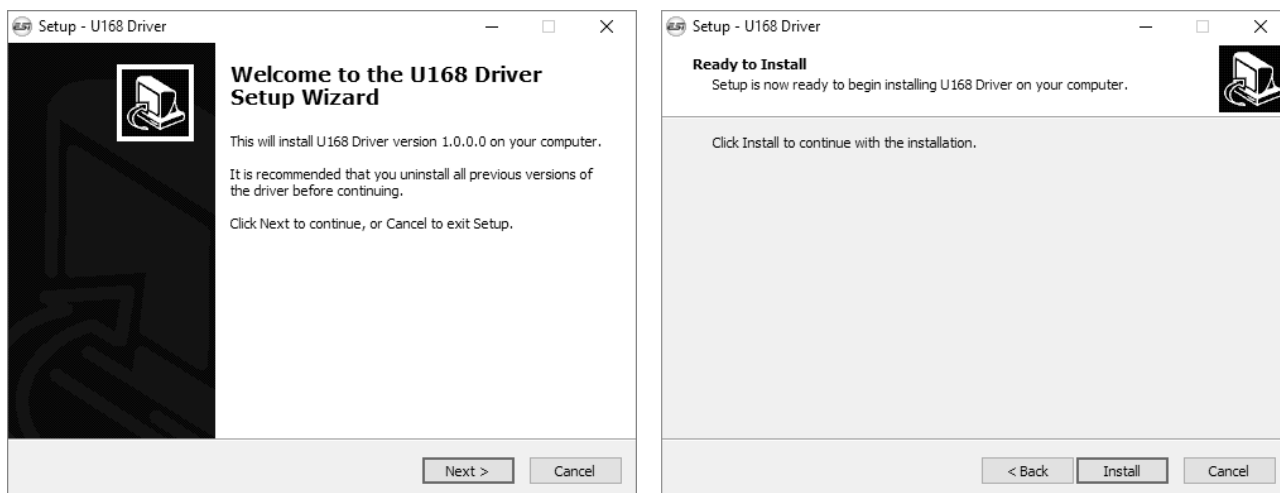 ESI Setup - U168 Driver
Welcome to the U168 Driver
Setup Wizard
This will install U168 Driver version 1.0.0.0 on your computer.
It is recommended that you uninstall all previous versions of
the driver before continuing.
Click Next to continue, or Cancel to exit Setup.
Next >
Cancel
ESI Setup - U168 Driver
Ready to Install
Setup is now ready to begin installing U168 Driver on your computer.
Click Install to continue with the installation.
< Back
Install
Cancel